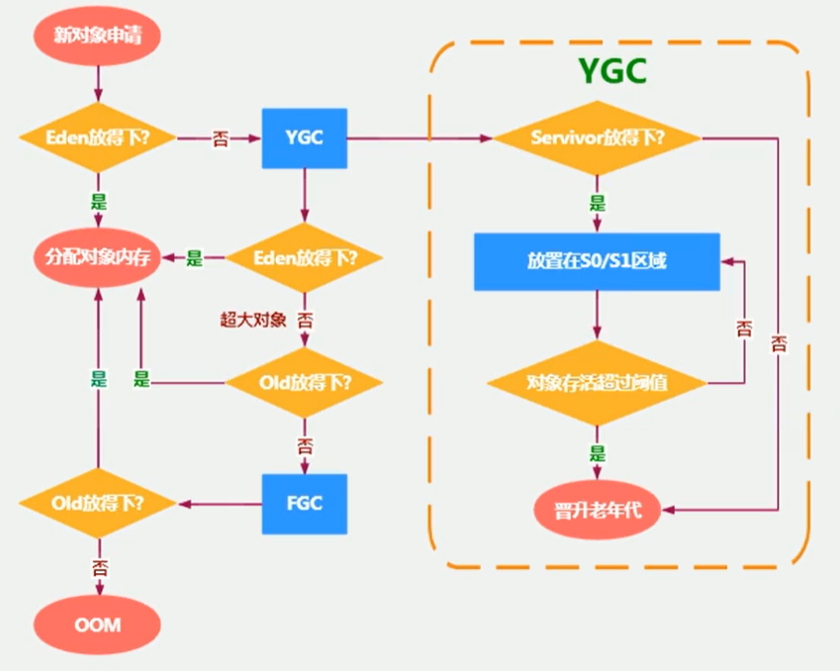 新对象申请
Eden放得下?
否
YGC
是
分配对象内存
是
Eden放得下?
超大对象
否
是
是
Old放得下?
否
Old放得下?
FGC
否
OOM
YGC
Servivor放得下?
是
放置在S0/S1区域
否
否
对象存活超过阈值
是
晋升老年代